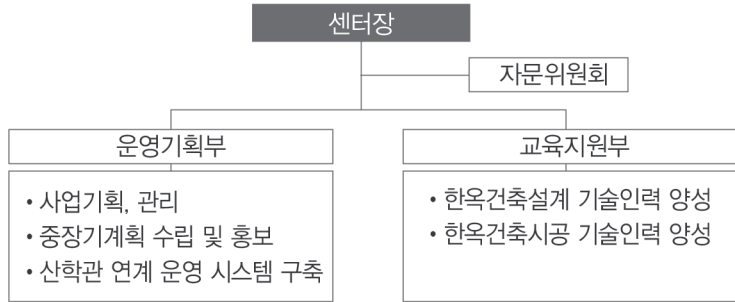 센터장
자문위원회
운영기획부
교육지원부
• 사업기획, 관리
• 중장기계획 수립 및 홍보
• 산학관 연계 운영 시스템 구축
• 한옥건축설계 기술인력 양성
• 한옥건축시공 기술인력 양성